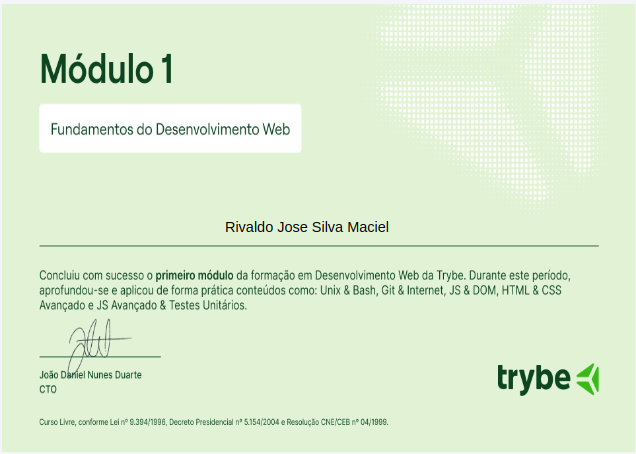 Módulo 1
Fundamentos do Desenvolvimento Web
Rivaldo Jose Silva Maciel
Concluiu com sucesso o primeiro módulo da formação em Desenvolvimento Web da Trybe. Durante este período,
aprofundou-se e aplicou de forma prática conteúdos como: Unix & Bash, Git & Internet, JS & DOM, HTML & CSS
Avançado e JS Avançado & Testes Unitários.
João Daniel Nunes Duarte
CTO
trybe
Curso Livre, conforme Lei nº 9.394/1996, Decreto Presidencial nº 5.154/2004 e Resolução CNE/CEB nº 04/1999.